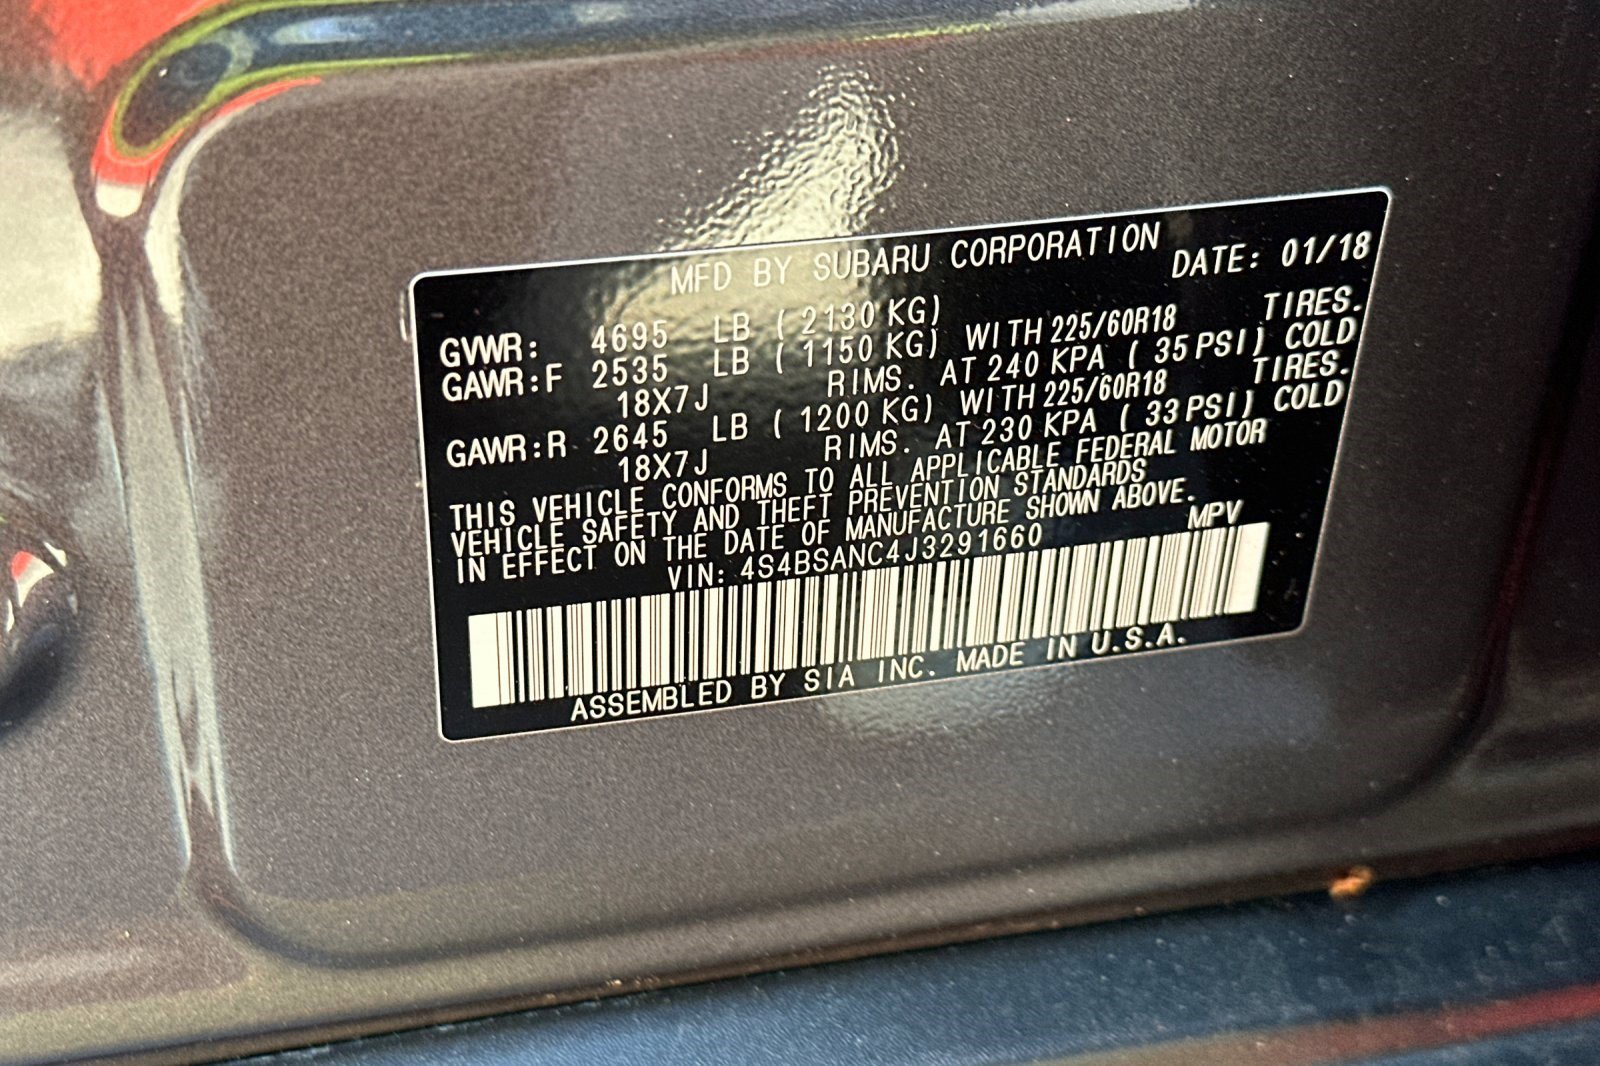 MFD BY SUBARU CORPORATION DATE: 01/18
GVWR: 4695 LB ( 2130 KG)
GAWR:F 2535 LB ( 1150 KG) WITH 225/60R18 TIRES.
18X7J RIMS. AT 240 KPA ( 35 PSI) COLD
GAWR:R 2645 LB ( 1200 KG) WITH 225/60R18 TIRES.
18X7J RIMS. AT 230 KPA ( 33 PSI) COLD
THIS VEHICLE CONFORMS TO ALL APPLICABLE FEDERAL MOTOR
VEHICLE SAFETY AND THEFT PREVENTION STANDARDS
IN EFFECT ON THE DATE OF MANUFACTURE SHOWN ABOVE.
VIN: 4S4BSANC4J3291660 MPV
ASSEMBLED BY SIA INC. MADE IN U.S.A.